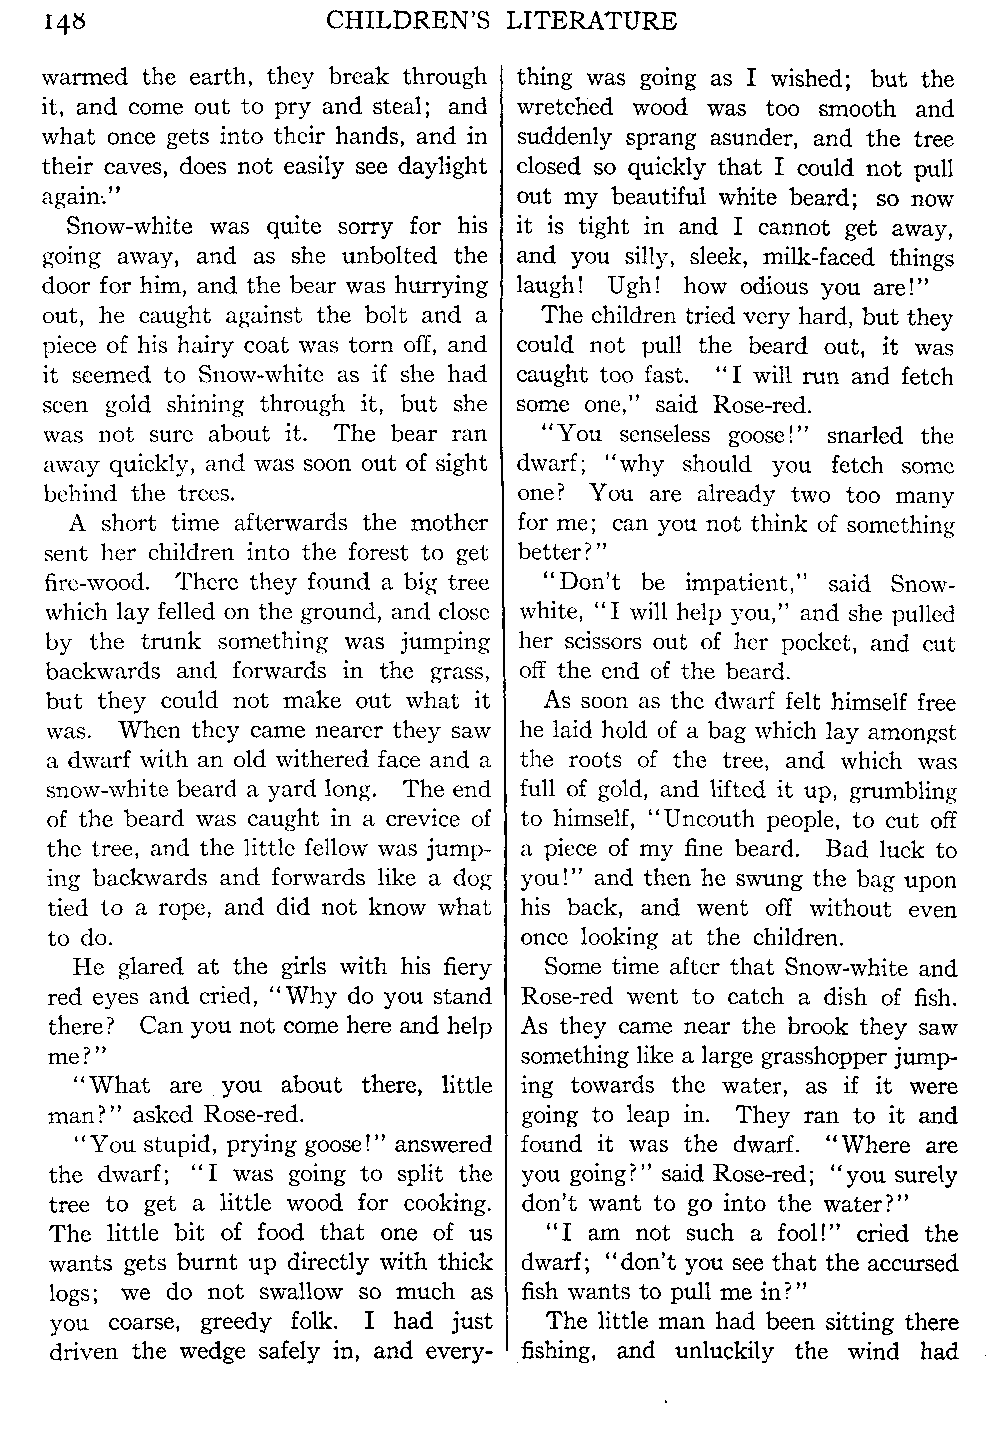 148 CHILDREN'S LITERATURE
warmed the earth, they break through
it, and come out to pry and steal; and
what once gets into their hands, and in
their caves, does not easily see daylight
again."
Snow-white was quite sorry for his
going away, and as she unbolted the
door for him, and the bear was hurrying
out, he caught against the bolt and a
piece of his hairy coat was torn off, and
it seemed to Snow-white as if she had
seen gold shining through it, but she
was not sure about it. The bear ran
away quickly, and was soon out of sight
behind the trees.
A short time afterwards the mother
sent her children into the forest to get
fire-wood. There they found a big tree
which lay felled on the ground, and close
by the trunk something was jumping
backwards and forwards in the grass,
but they could not make out what it
was. When they came nearer they saw
a dwarf with an old withered face and a
snow-white beard a yard long. The end
of the beard was caught in a crevice of
the tree, and the little fellow was jump-
ing backwards and forwards like a dog
tied to a rope, and did not know what
to do.
He glared at the girls with his fiery
red eyes and cried, "Why do you stand
there? Can you not come here and help
me?"
"What are you about there, little
man?" asked Rose-red.
"You stupid, prying goose!" answered
the dwarf; "I was going to split the
tree to get a little wood for cooking.
The little bit of food that one of us
wants gets burnt up directly with thick
logs; we do not swallow so much as
you coarse, greedy folk. I had just
driven the wedge safely in, and every-
thing was going as I wished; but the
wretched wood was too smooth and
suddenly sprang asunder, and the tree
closed so quickly that I could not pull
out my beautiful white beard; so now
it is tight in and I cannot get away,
and you silly, sleek, milk-faced things
laugh! Ugh! how odious you are!"
The children tried very hard, but they
could not pull the beard out, it was
caught too fast. "I will run and fetch
some one," said Rose-red.
"You senseless goose!" snarled the
dwarf; "why should you fetch some
one? You are already two too many
for me; can you not think of something
better?"
"Don't be impatient," said Snow-
white, "I will help you," and she pulled
her scissors out of her pocket, and cut
off the end of the beard.
As soon as the dwarf felt himself free
he laid hold of a bag which lay amongst
the roots of the tree, and which was
full of gold, and lifted it up, grumbling
to himself, "Uncouth people, to cut off
a piece of my fine beard. Bad luck to
you!" and then he swung the bag upon
his back, and went off without even
once looking at the children.
Some time after that Snow-white and
Rose-red went to catch a dish of fish.
As they came near the brook they saw
something like a large grasshopper jump-
ing towards the water, as if it were
going to leap in. They ran to it and
found it was the dwarf. "Where are
you going?" said Rose-red; "you surely
don't want to go into the water?"
"I am not such a fool!" cried the
dwarf; "don't you see that the accursed
fish wants to pull me in?"
The little man had been sitting there
fishing, and unluckily the wind had